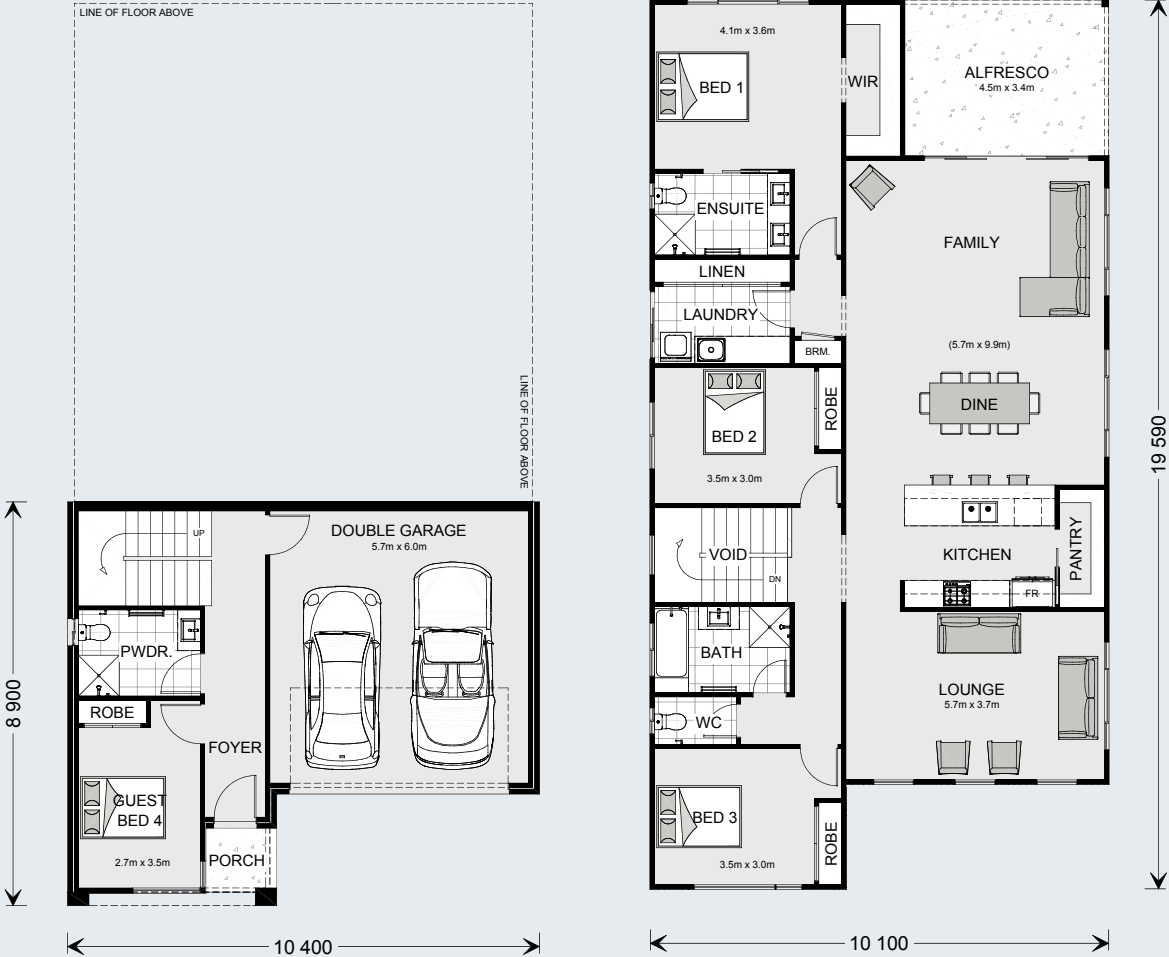 LINE OF FLOOR ABOVE
LINE OF FLOOR ABOVE
UP
DOUBLE GARAGE
5.7m x 6.0m
PWDR.
ROBE
FOYER
GUEST
BED 4
2.7m x 3.5m
PORCH
8 900
10 400
4.1m x 3.6m
BED 1
WIR
ALFRESCO
4.5m x 3.4m
ENSUITE
FAMILY
LINEN
LAUNDRY
BRM.
(5.7m x 9.9m)
DINE
BED 2
ROBE
3.5m x 3.0m
VOID
DN
KITCHEN
PANTRY
FR
BATH
LOUNGE
5.7m x 3.7m
WC
BED 3
ROBE
3.5m x 3.0m
19 590
10 100